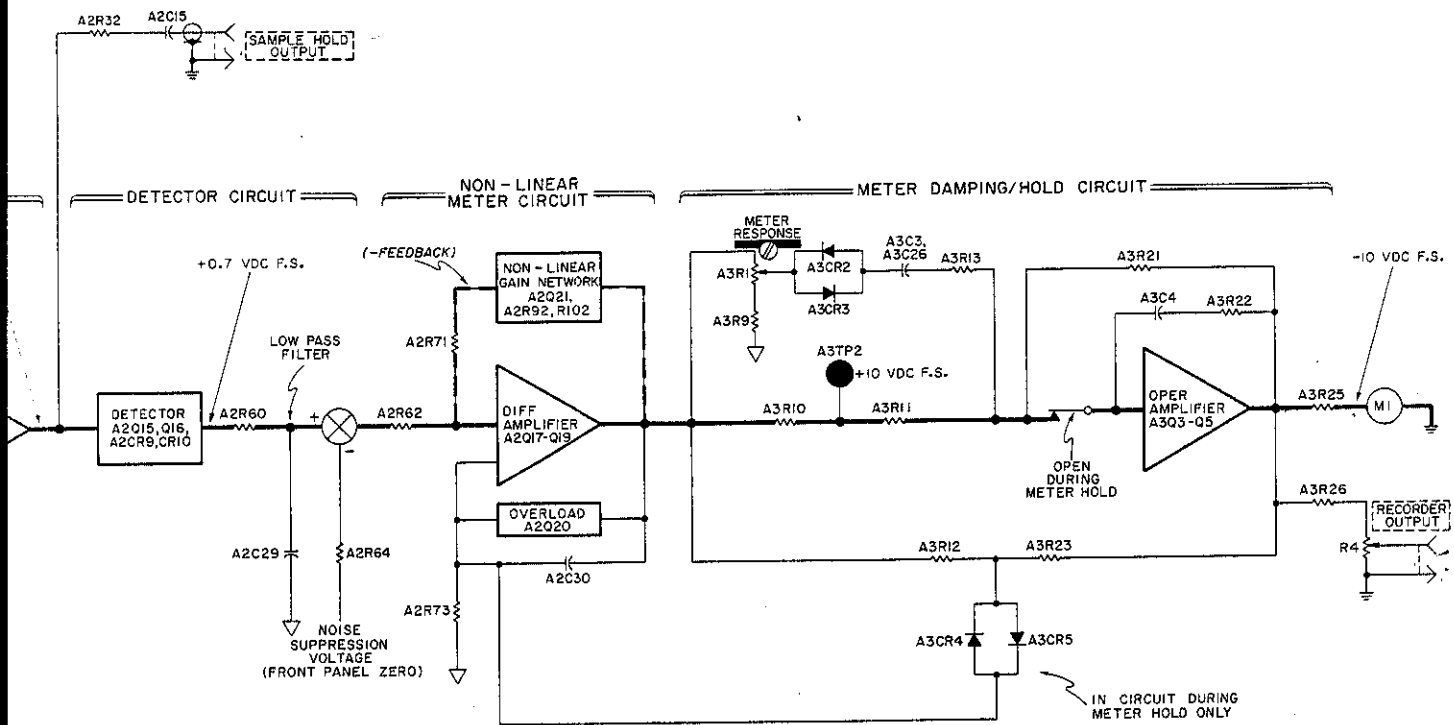 A2R32
A2C15
SAMPLE HOLD
OUTPUT
DETECTOR CIRCUIT
NON-LINEAR
METER CIRCUIT
METER DAMPING/HOLD CIRCUIT
+0.7 VDC F.S.
(-FEEDBACK)
NON-LINEAR
GAIN NETWORK
A2Q21,
A2R92, R102
METER
RESPONSE
A3R1
A3CR2
A3CR3
A3C3,
A3C26
A3R13
A3R21
-10 VDC F.S.
A3R9
A3C4
A3R22
LOW PASS
FILTER
A2R71
A3TP2
+10 VDC F.S.
DETECTOR
A2Q15, Q16,
A2CR9, CR10
A2R60
+
-
A2R62
DIFF
AMPLIFIER
A2Q17-Q19
A3R10
A3R11
OPER
AMPLIFIER
A3Q3-Q5
A3R25
M1
OPEN
DURING
METER HOLD
OVERLOAD
A2Q20
A3R26
RECORDER
OUTPUT
R4
A2C29
A2R64
A2C30
A3R12
A3R23
A2R73
NOISE
SUPPRESSION
VOLTAGE
(FRONT PANEL ZERO)
A3CR4
A3CR5
IN CIRCUIT DURING
METER HOLD ONLY